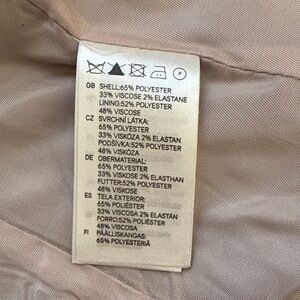 P
GB SHELL:65% POLYESTER
33% VISCOSE 2% ELASTANE
LINING:52% POLYESTER
48% VISCOSE
CZ SVRCHNÍ LÁTKA:
65% POLYESTER
33% VISKÓZA 2% ELASTAN
PODŠÍVKA:52% POLYESTER
48% VISKÓZA
DE OBERMATERIAL:
65% POLYESTER
33% VISKOSE 2% ELASTHAN
FUTTER:52% POLYESTER
48% VISKOSE
ES TELA EXTERIOR:
65% POLIÉSTER
33% VISCOSA 2% ELASTÁN
FORRO:52% POLIÉSTER
48% VISCOSA
FI PÄÄLLISKANGAS:
65% POLYESTERIÄ